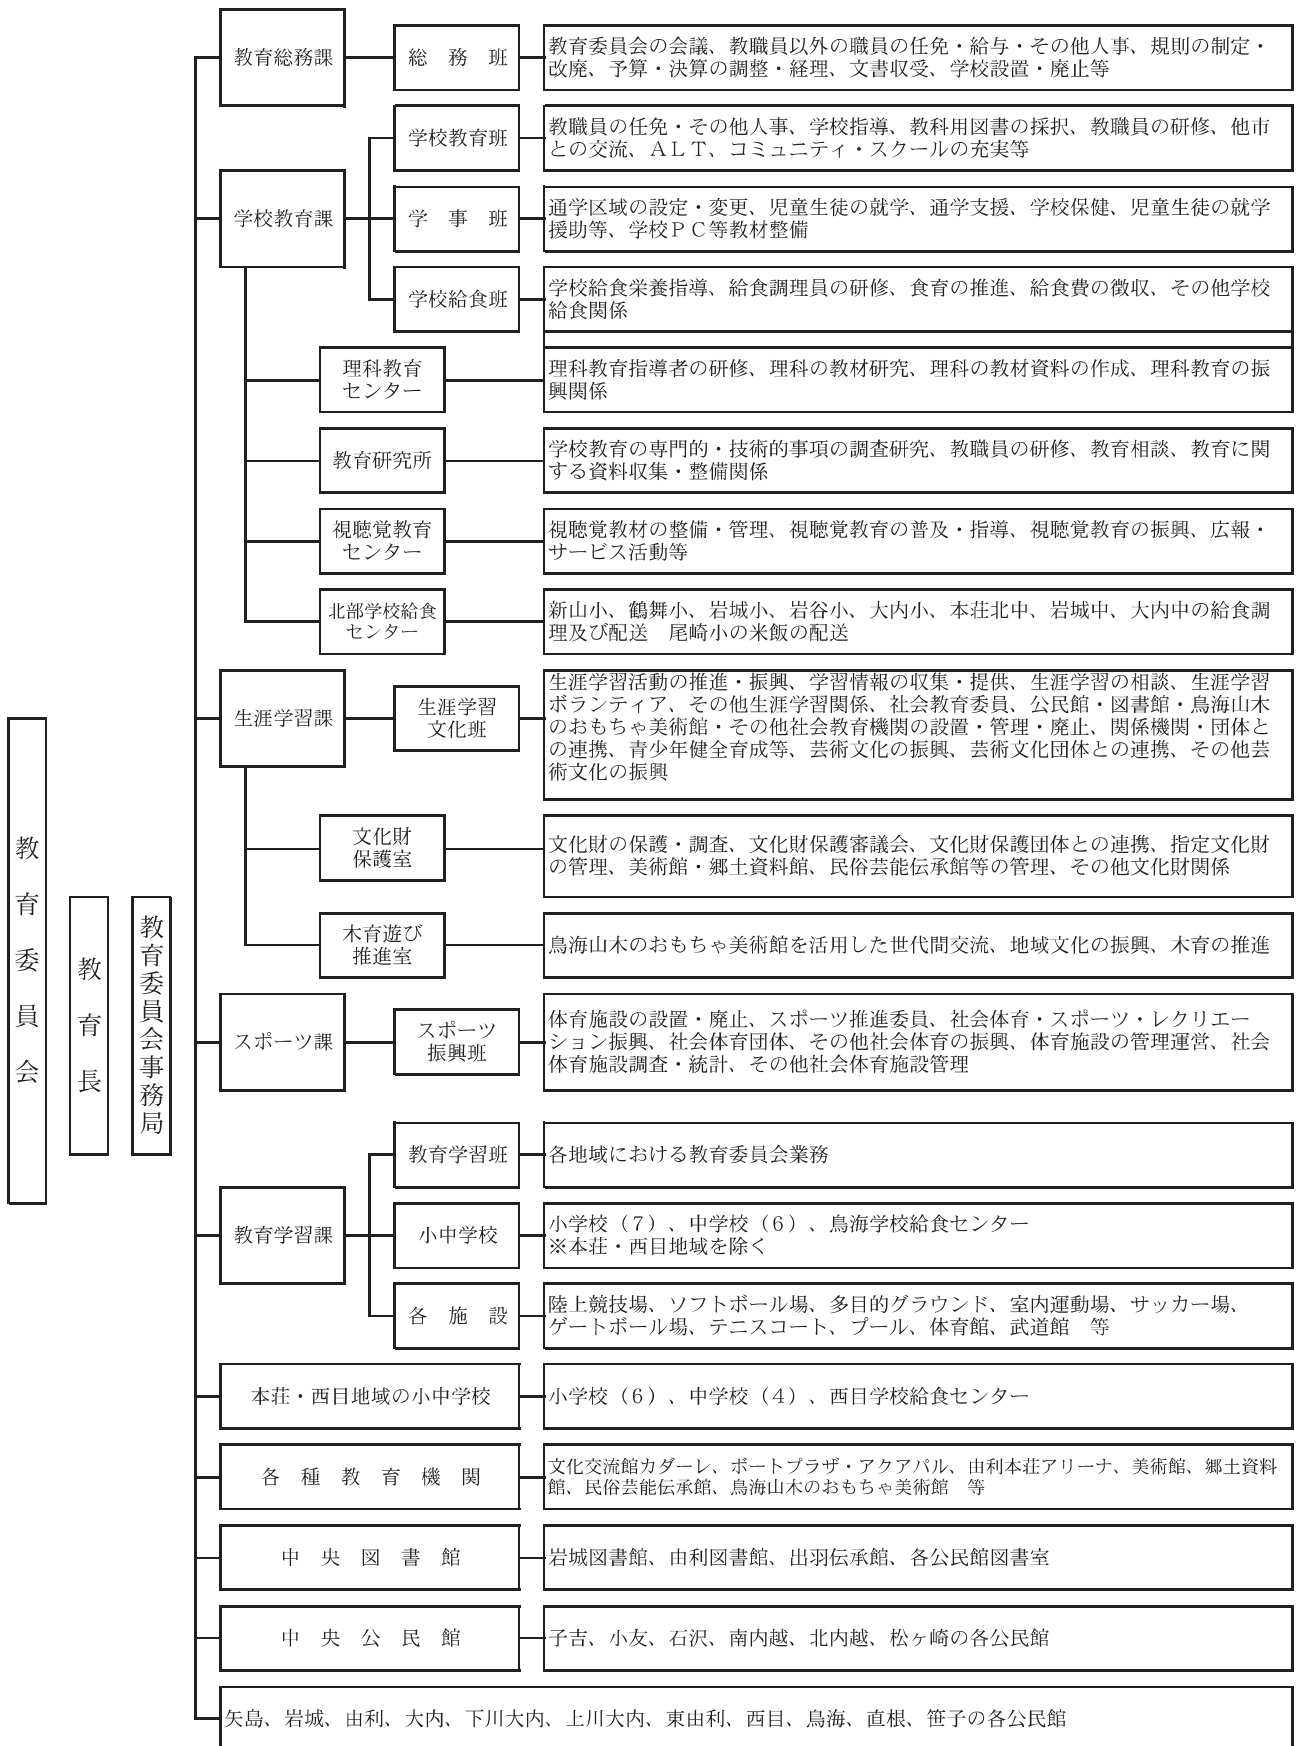 教育委員会
教育長
教育委員会事務局
教育総務課
総　務　班
教育委員会の会議、教職員以外の職員の任免・給与・その他人事、規則の制定・
改廃、予算・決算の調整・経理、文書収受、学校設置・廃止等
学校教育課
学校教育班
教職員の任免・その他人事、学校指導、教科用図書の採択、教職員の研修、他市
との交流、ＡＬＴ、コミュニティ・スクールの充実等
学　事　班
通学区域の設定・変更、児童生徒の就学、通学支援、学校保健、児童生徒の就学
援助等、学校ＰＣ等教材整備
学校給食班
学校給食栄養指導、給食調理員の研修、食育の推進、給食費の徴収、その他学校
給食関係
理科教育
センター
理科教育指導者の研修、理科の教材研究、理科の教材資料の作成、理科教育の振
興関係
教育研究所
学校教育の専門的・技術的事項の調査研究、教職員の研修、教育相談、教育に関
する資料収集・整備関係
視聴覚教育
センター
視聴覚教材の整備・管理、視聴覚教育の普及・指導、視聴覚教育の振興、広報・
サービス活動等
北部学校給食
センター
新山小、鶴舞小、岩城小、岩谷小、大内小、本荘北中、岩城中、大内中の給食調
理及び配送　尾崎小の米飯の配送
生涯学習課
生涯学習
文化班
生涯学習活動の推進・振興、学習情報の収集・提供、生涯学習の相談、生涯学習
ボランティア、その他生涯学習関係、社会教育委員、公民館・図書館・鳥海山木
のおもちゃ美術館・その他社会教育機関の設置・管理・廃止、関係機関・団体と
の連携、青少年健全育成等、芸術文化の振興、芸術文化団体との連携、その他芸
術文化の振興
文化財
保護室
文化財の保護・調査、文化財保護審議会、文化財保護団体との連携、指定文化財
の管理、美術館・郷土資料館、民俗芸能伝承館等の管理、その他文化財関係
木育遊び
推進室
鳥海山木のおもちゃ美術館を活用した世代間交流、地域文化の振興、木育の推進
スポーツ課
スポーツ
振興班
体育施設の設置・廃止、スポーツ推進委員、社会体育・スポーツ・レクリエー
ション振興、社会体育団体、その他社会体育の振興、体育施設の管理運営、社会
体育施設調査・統計、その他社会体育施設管理
教育学習課
教育学習班
各地域における教育委員会業務
小中学校
小学校（７）、中学校（６）、鳥海学校給食センター
※本荘・西目地域を除く
各　施　設
陸上競技場、ソフトボール場、多目的グラウンド、室内運動場、サッカー場、
ゲートボール場、テニスコート、プール、体育館、武道館　等
本荘・西目地域の小中学校
小学校（６）、中学校（４）、西目学校給食センター
各　種　教　育　機　関
文化交流館カダーレ、ボートプラザ・アクアパル、由利本荘アリーナ、美術館、郷土資料
館、民俗芸能伝承館、鳥海山木のおもちゃ美術館　等
中　央　図　書　館
岩城図書館、由利図書館、出羽伝承館、各公民館図書室
中　央　公　民　館
子吉、小友、石沢、南内越、北内越、松ヶ崎の各公民館
矢島、岩城、由利、大内、下川大内、上川大内、東由利、西目、鳥海、直根、笹子の各公民館